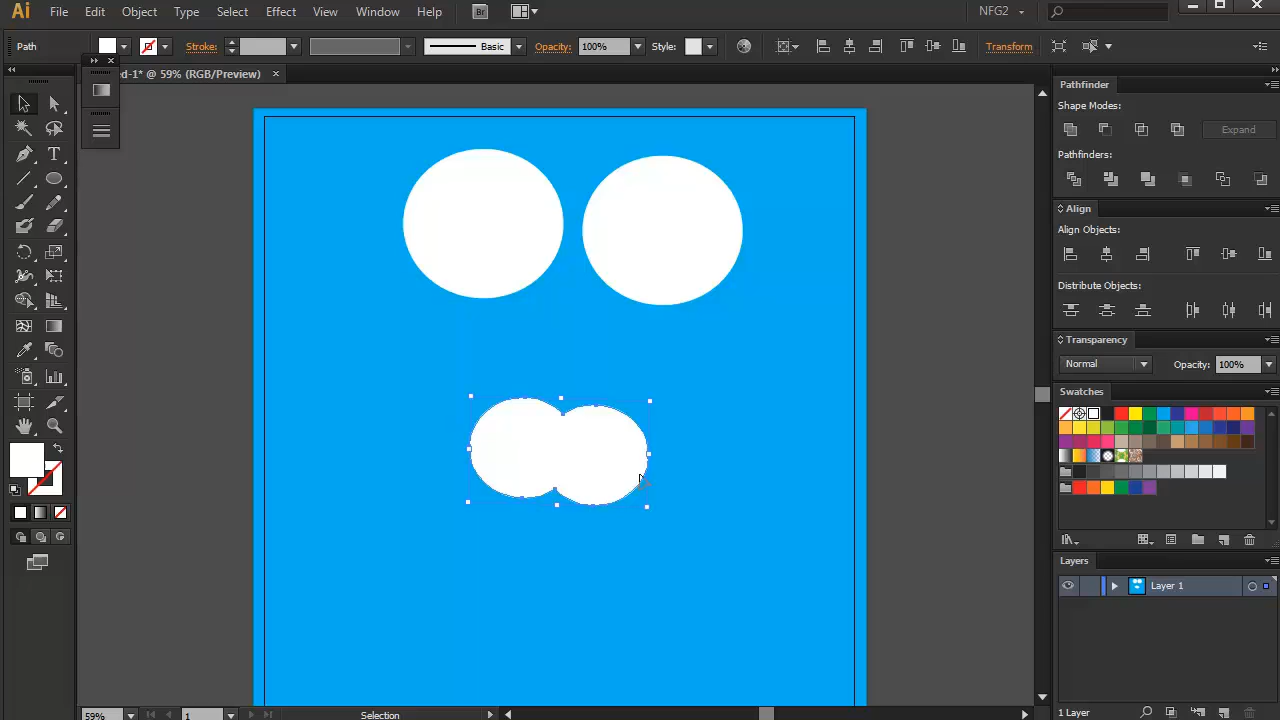 Ai File Edit Object Type Select Effect View Window Help Br NFG2
Path Stroke: Basic Opacity: 100% Style: Transform
ed-1* @ 59% (RGB/Preview) ×
Pathfinder
Shape Modes:
Expand
Pathfinders:
Align
Align Objects:
Distribute Objects:
Transparency
Normal Opacity: 100%
Swatches
Layers
Layer 1
59% 1 Selection
1 Layer